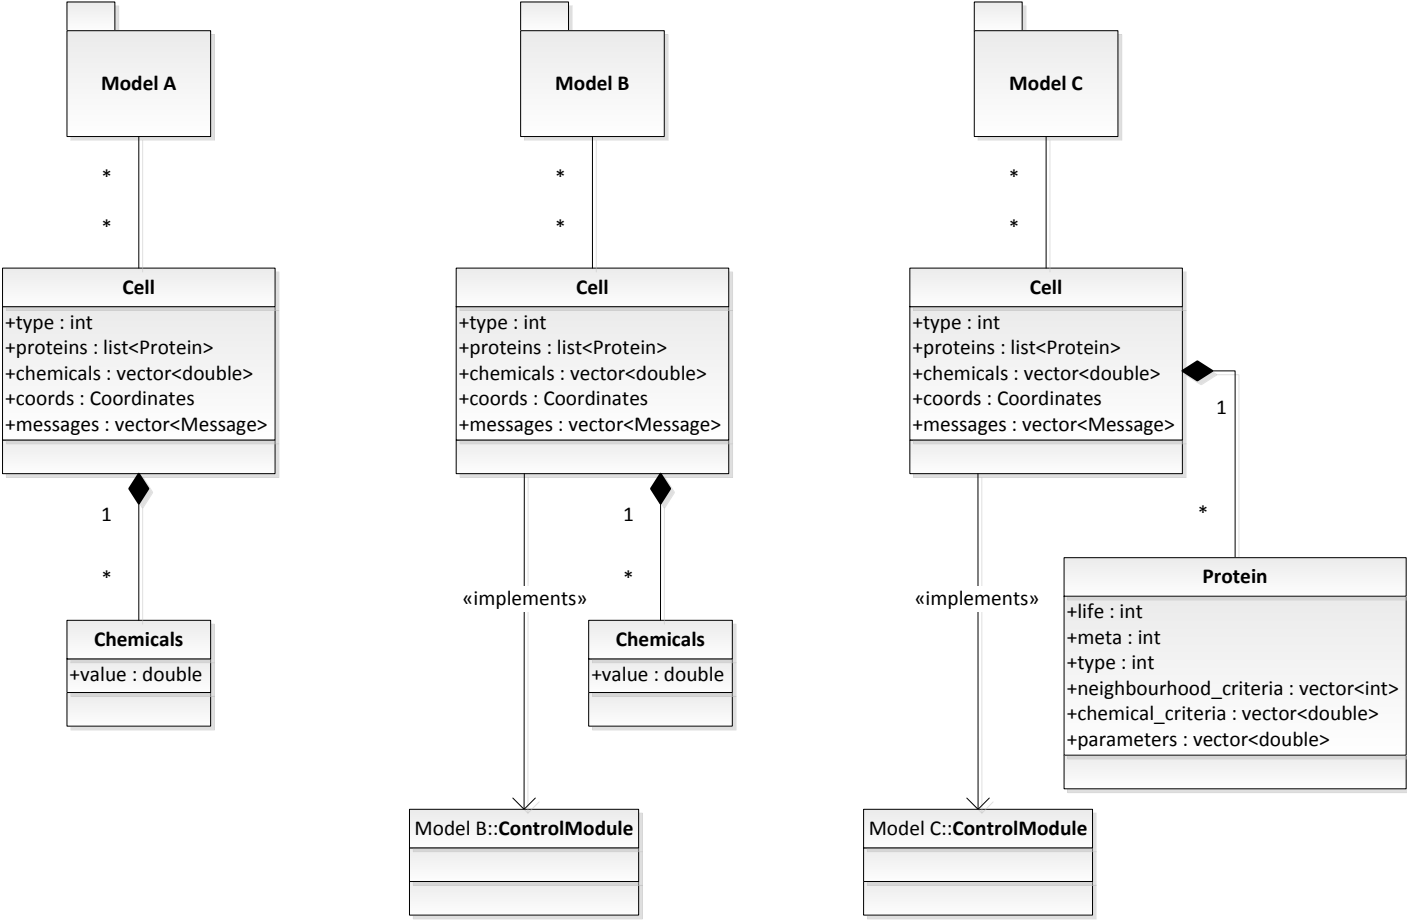 Model A
*
*
Cell
+type : int
+proteins : list<Protein>
+chemicals : vector<double>
+coords : Coordinates
+messages : vector<Message>
1
*
Chemicals
+value : double
Model B
*
*
Cell
+type : int
+proteins : list<Protein>
+chemicals : vector<double>
+coords : Coordinates
+messages : vector<Message>
1
*
«implements»
Chemicals
+value : double
Model B::ControlModule
Model C
*
*
Cell
+type : int
+proteins : list<Protein>
+chemicals : vector<double>
+coords : Coordinates
+messages : vector<Message>
1
*
«implements»
Protein
+life : int
+meta : int
+type : int
+neighbourhood_criteria : vector<int>
+chemical_criteria : vector<double>
+parameters : vector<double>
Model C::ControlModule